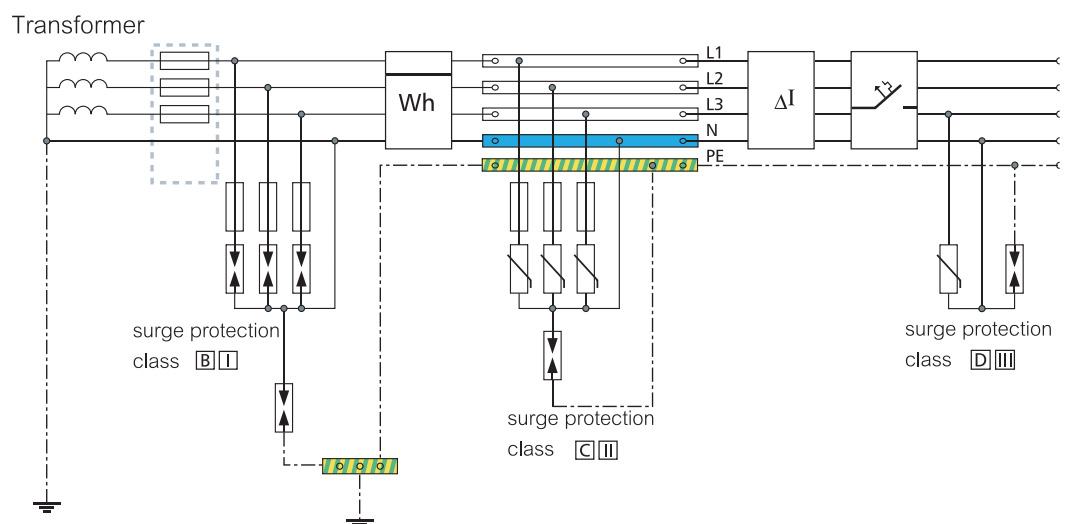 Transformer
L1
L2
L3
N
PE
Wh
ΔI
surge protection
class B I
surge protection
class C II
surge protection
class D III